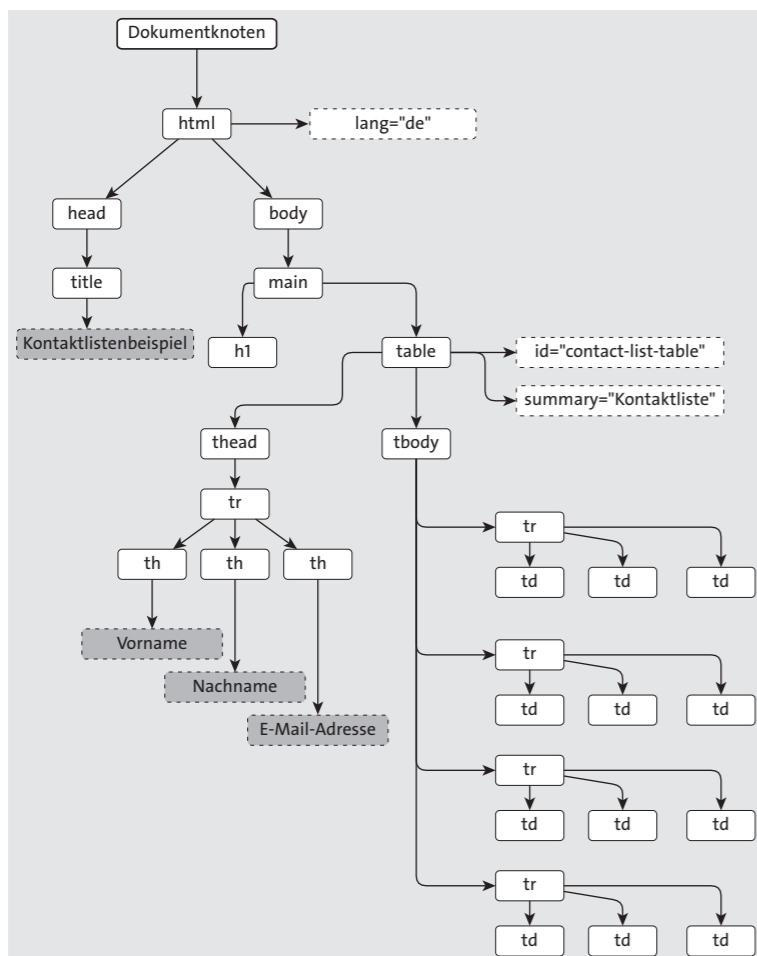 Dokumentknoten
html
lang="de"
head
body
title
main
Kontaktlistenbeispiel
h1
table
id="contact-list-table"
summary="Kontaktliste"
thead
tbody
tr
th
th
th
Vorname
Nachname
E-Mail-Adresse
tr
td
td
td
tr
td
td
td
tr
td
td
td
tr
td
td
td